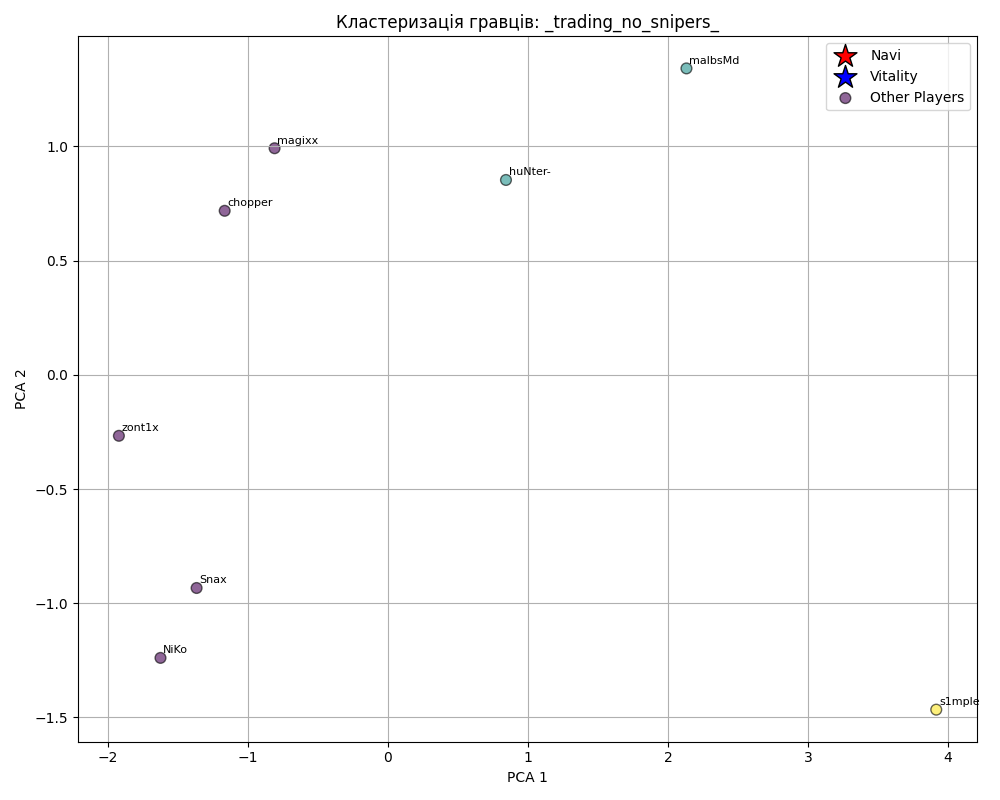 Кластеризація гравців: _trading_no_snipers_
Navi
Vitality
Other Players
malbsMd
magixx
huNter-
chopper
zont1x
Snax
NiKo
s1mple
1.0
0.5
0.0
−0.5
−1.0
−1.5
PCA 2
−2
−1
0
1
2
3
4
PCA 1